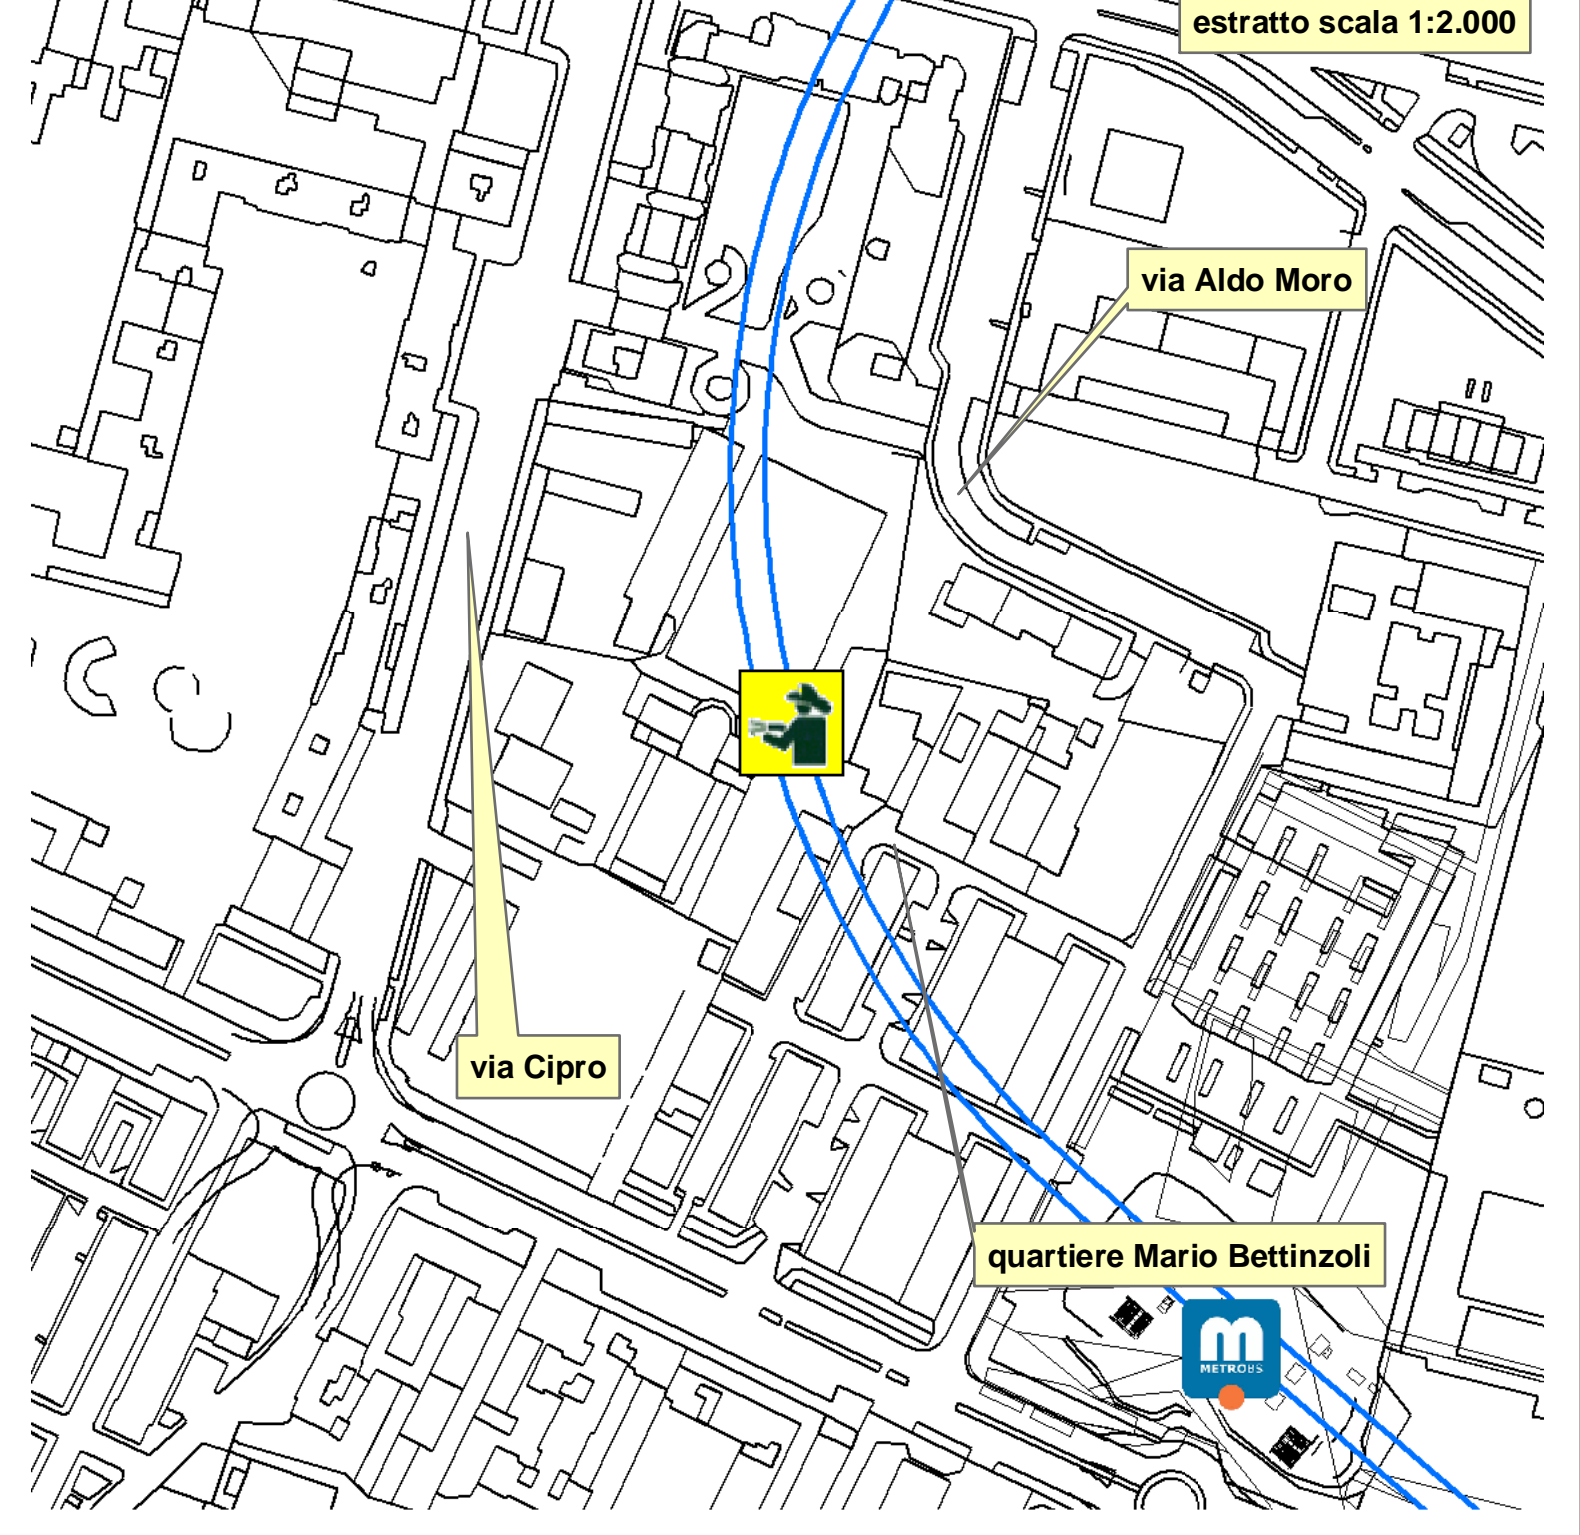 estratto scala 1:2.000
via Aldo Moro
via Cipro
quartiere Mario Bettinzoli
m
METROBS